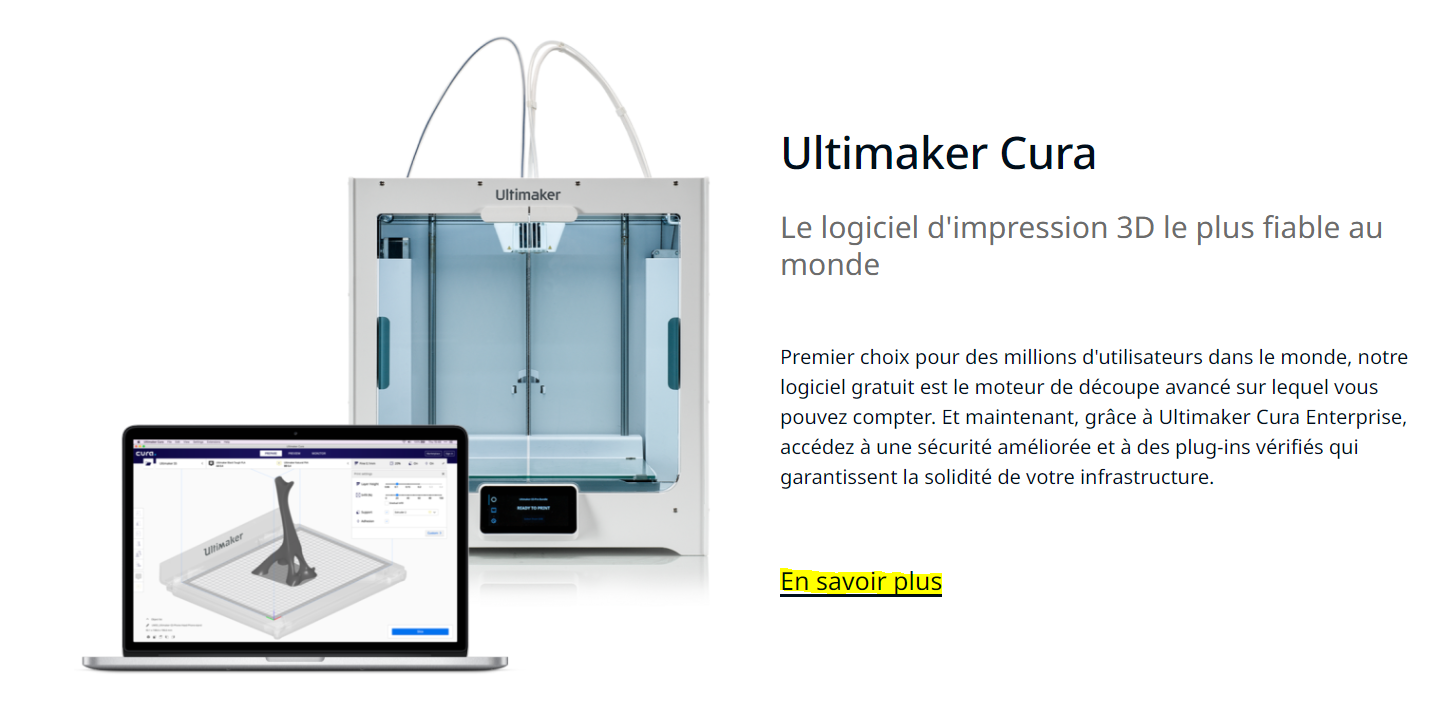 Ultimaker
Ultimaker Cura
Le logiciel d'impression 3D le plus fiable au
monde
Premier choix pour des millions d'utilisateurs dans le monde, notre
logiciel gratuit est le moteur de découpe avancé sur lequel vous
pouvez compter. Et maintenant, grâce à Ultimaker Cura Enterprise,
accédez à une sécurité améliorée et à des plug-ins vérifiés qui
garantissent la solidité de votre infrastructure.
En savoir plus
READY TO PRINT
cura
Ultimaker